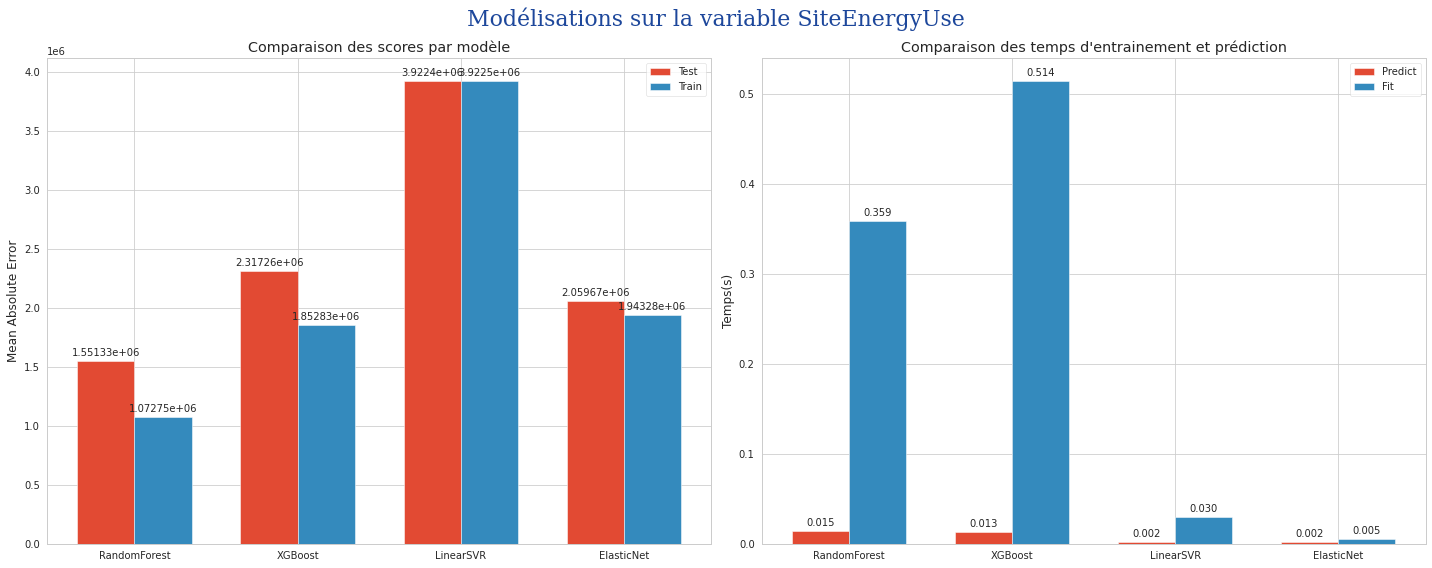 Modélisations sur la variable SiteEnergyUse
Comparaison des scores par modèle
1e6
Mean Absolute Error
4.0
3.5
3.0
2.5
2.0
1.5
1.0
0.5
0.0
3.9224e+06
3.9225e+06
2.31726e+06
1.85283e+06
2.05967e+06
1.94328e+06
1.55133e+06
1.07275e+06
Test
Train
RandomForest
XGBoost
LinearSVR
ElasticNet
Comparaison des temps d'entrainement et prédiction
Temps(s)
0.5
0.4
0.3
0.2
0.1
0.0
0.514
0.359
0.015
0.013
0.002
0.030
0.002
0.005
Predict
Fit
RandomForest
XGBoost
LinearSVR
ElasticNet